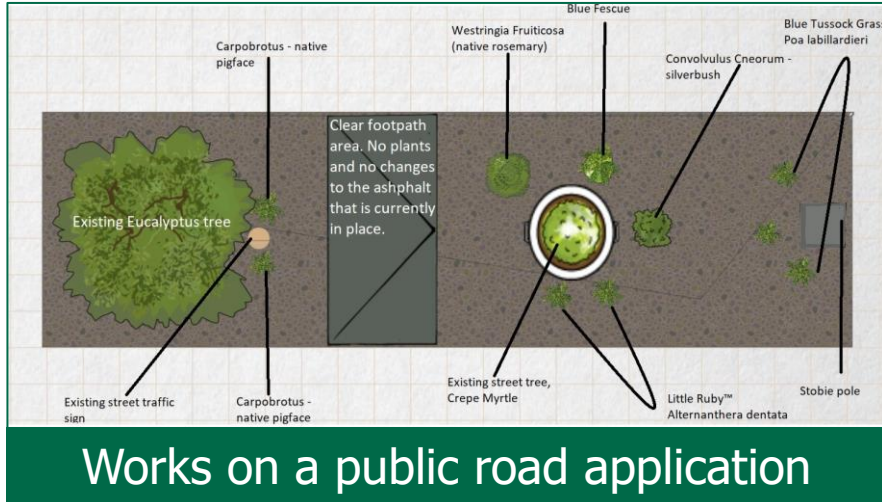 Blue Fescue
Blue Tussock Grass
Poa labillardieri
Westringia Fruiticosa
(native rosemary)
Carpobrotus - native
pigface
Convolvulus Cneorum -
silverbush
Clear footpath
area. No plants
and no changes
to the ashphalt
that is currently
in place.
Existing Eucalyptus tree
Existing street traffic
sign
Carpobrotus -
native pigface
Existing street tree,
Crepe Myrtle
Little Ruby™
Alternanthera dentata
Stobie pole
Works on a public road application